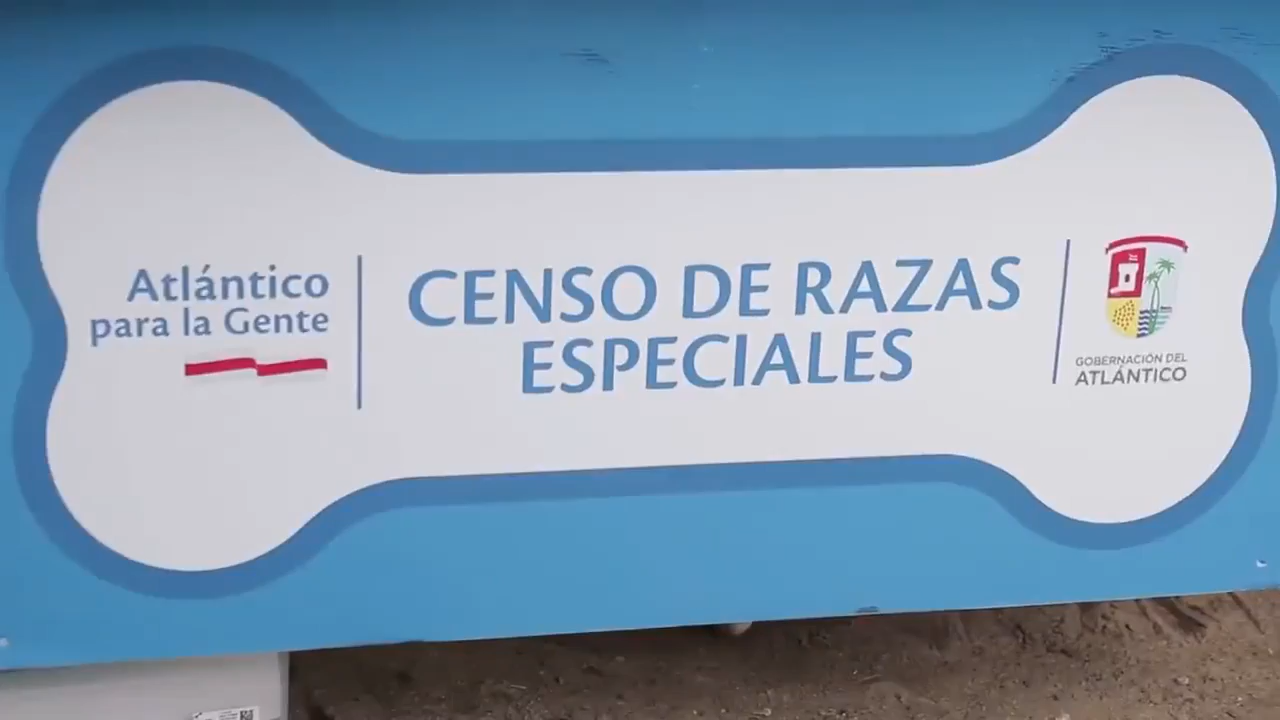 Atlántico
para la Gente
CENSO DE RAZAS
ESPECIALES
GOBERNACIÓN DEL
ATLÁNTICO